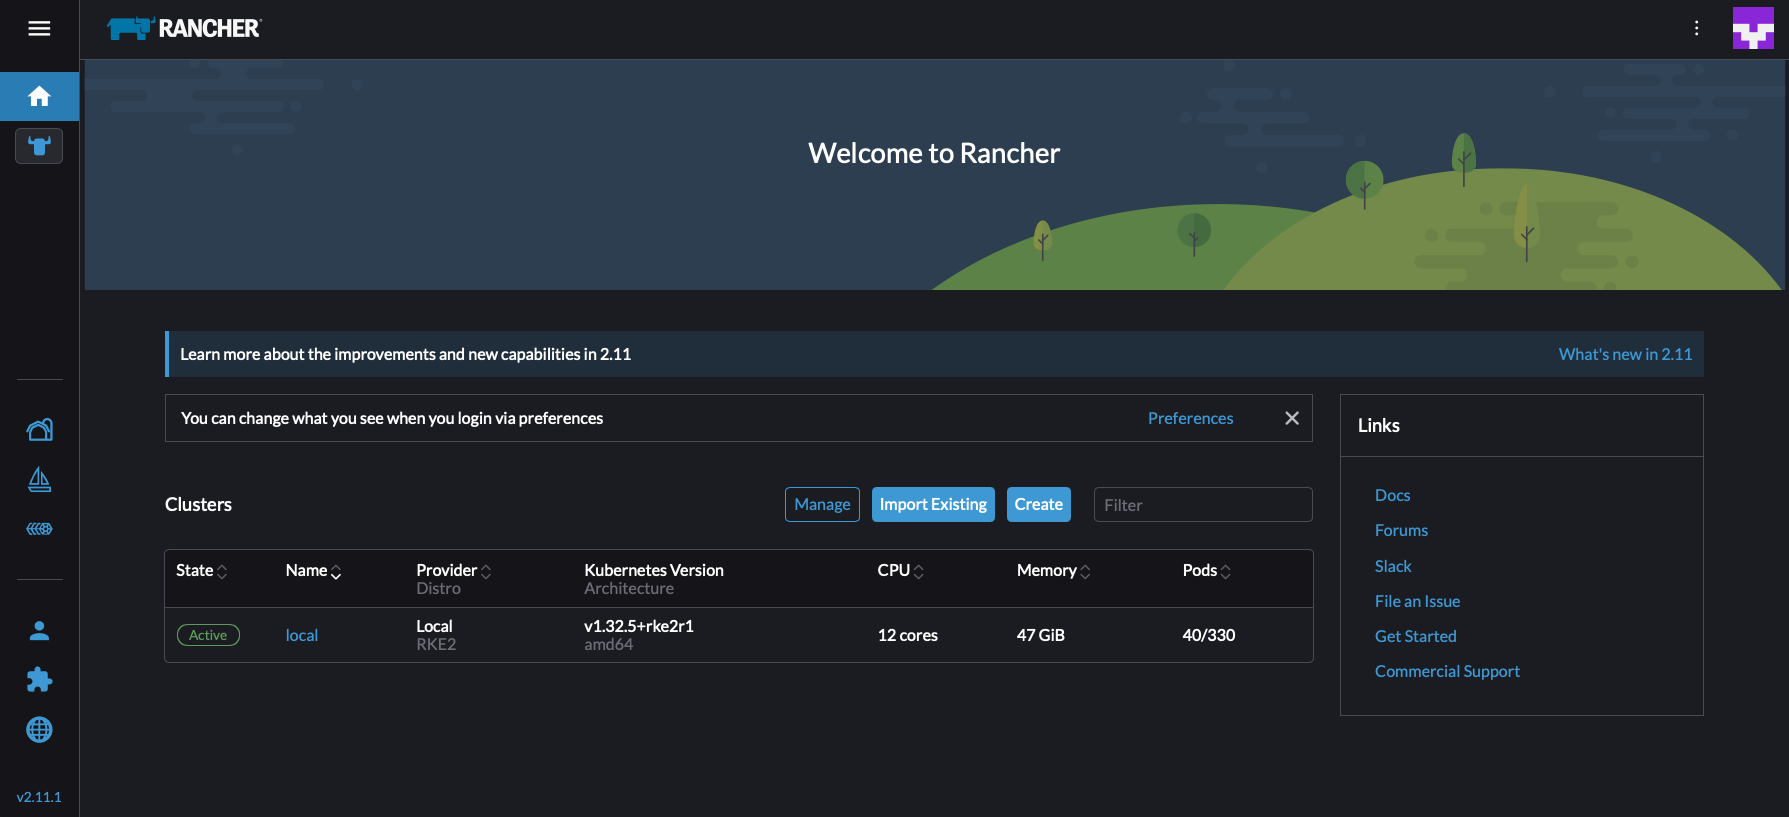 RANCHER
Welcome to Rancher
Learn more about the improvements and new capabilities in 2.11
What's new in 2.11
You can change what you see when you login via preferences
Preferences
Links
Docs
Forums
Slack
File an Issue
Get Started
Commercial Support
Clusters
Manage
Import Existing
Create
Filter
State Name Provider Kubernetes Version CPU Memory Pods
Distro Architecture
Active local Local v1.32.5+rke2r1 12 cores 47 GiB 40/330
RKE2 amd64
v2.11.1